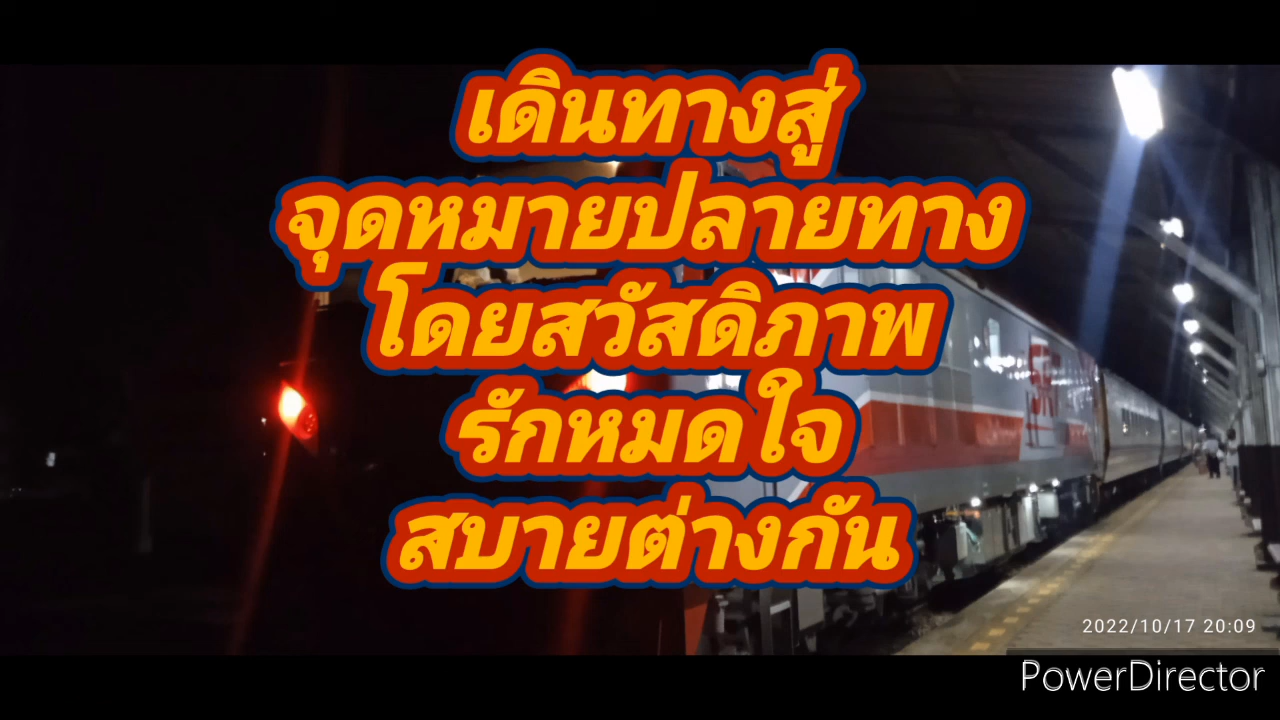 เดินทางสู่
จุดหมายปลายทาง
โดยสวัสดิภาพ
รักหมดใจ
สบายต่างกัน
SRT
2022/10/17 20:09
PowerDirector